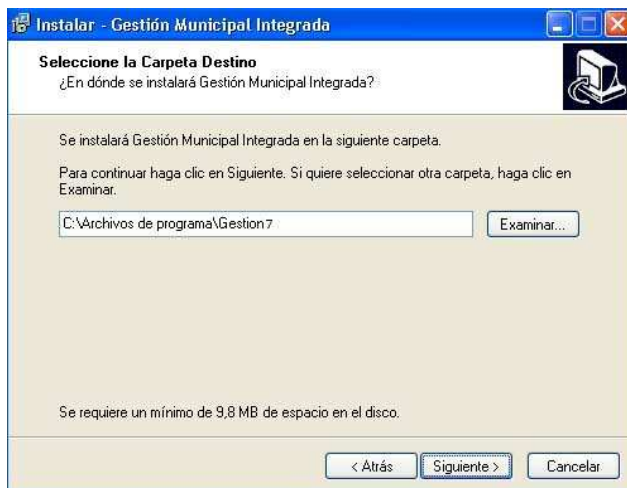 Instalar - Gestión Municipal Integrada
Seleccione la Carpeta Destino
¿En dónde se instalará Gestión Municipal Integrada?
Se instalará Gestión Municipal Integrada en la siguiente carpeta.
Para continuar haga clic en Siguiente. Si quiere seleccionar otra carpeta, haga clic en
Examinar.
C:\Archivos de programa\Gestion7
Examinar...
Se requiere un mínimo de 9,8 MB de espacio en el disco.
< Atrás
Siguiente >
Cancelar